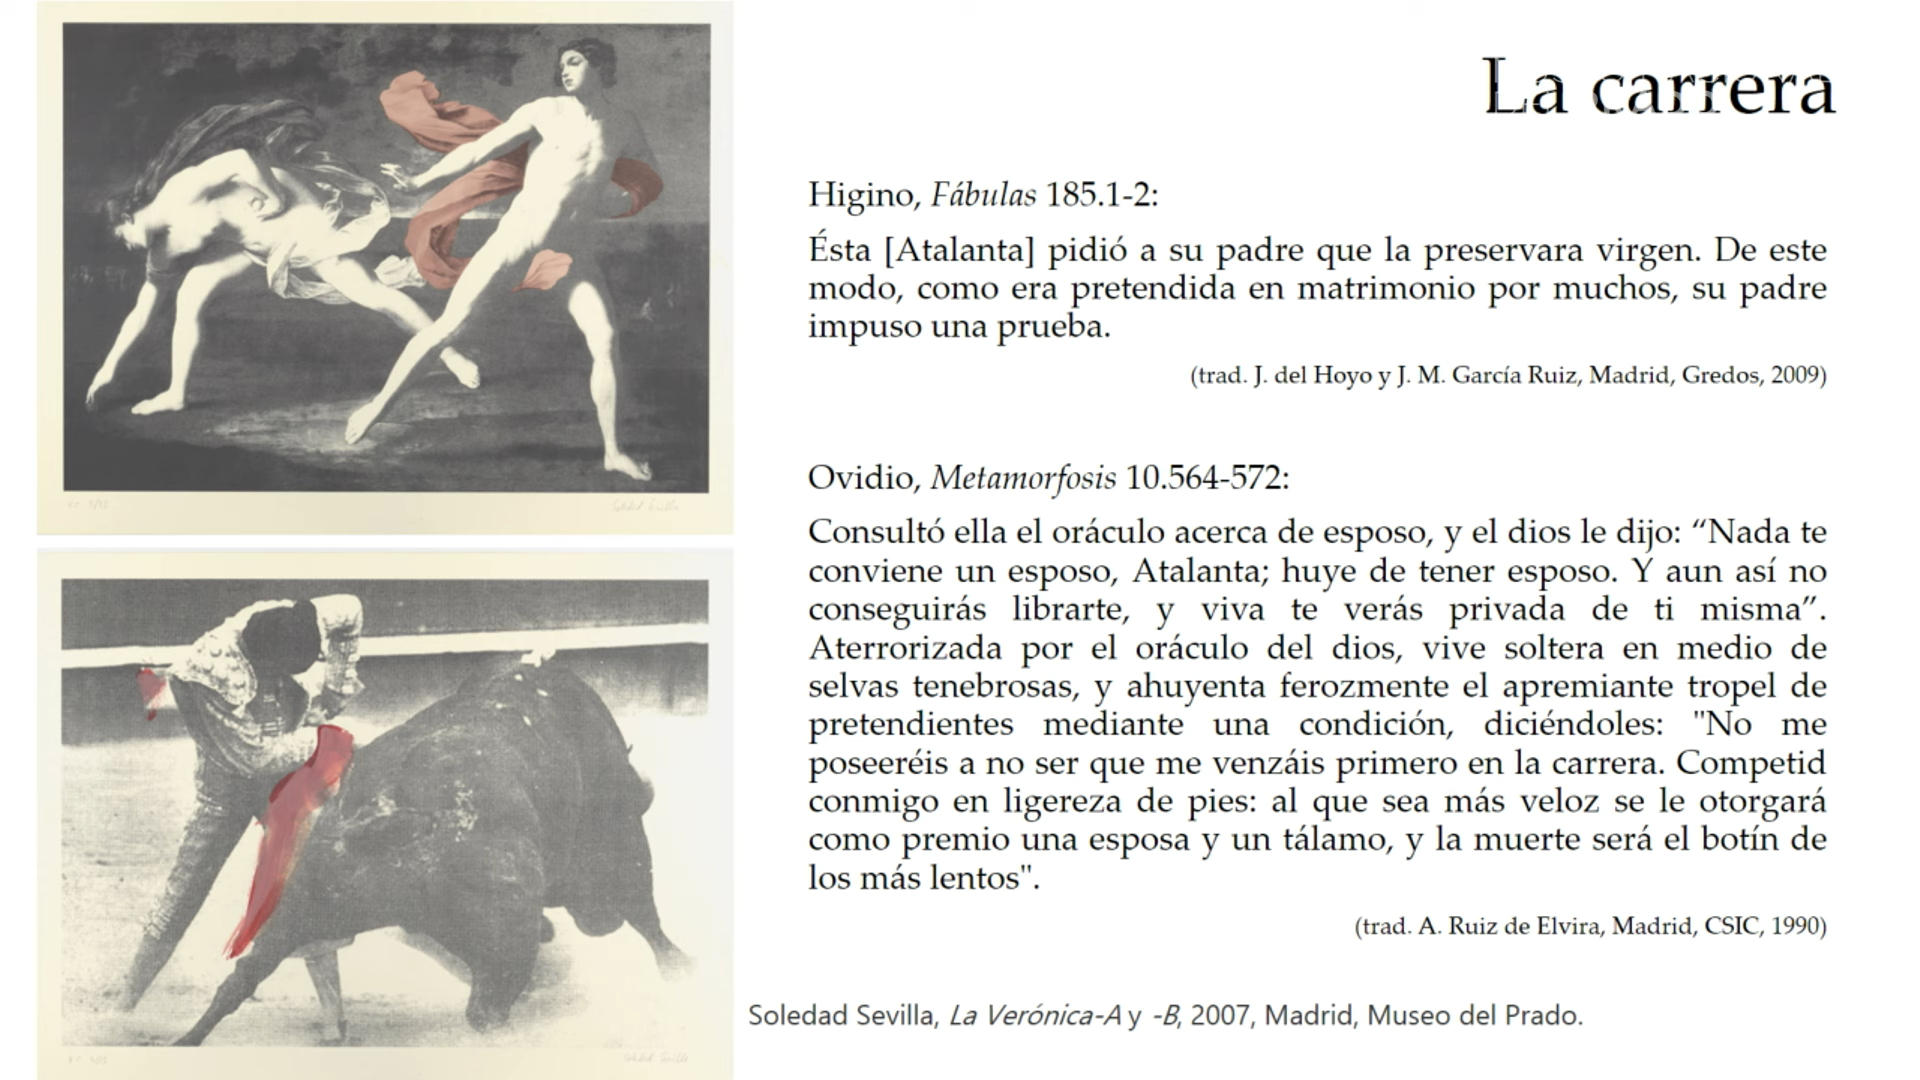 La carrera
Higino, Fábulas 185.1-2:
Ésta [Atalanta] pidió a su padre que la preservara virgen. De este
modo, como era pretendida en matrimonio por muchos, su padre
impuso una prueba.
(trad. J. del Hoyo y J. M. García Ruiz, Madrid, Gredos, 2009)
Ovidio, Metamorfosis 10.564-572:
Consultó ella el oráculo acerca de esposo, y el dios le dijo: “Nada te
conviene un esposo, Atalanta; huye de tener esposo. Y aun así no
conseguirás librarte, y viva te verás privada de ti misma”.
Aterrorizada por el oráculo del dios, vive soltera en medio de
selvas tenebrosas, y ahuyenta ferozmente el apremiante tropel de
pretendientes mediante una condición, diciéndoles: "No me
poseeréis a no ser que me venzáis primero en la carrera. Competid
conmigo en ligereza de pies: al que sea más veloz se le otorgará
como premio una esposa y un tálamo, y la muerte será el botín de
los más lentos".
(trad. A. Ruiz de Elvira, Madrid, CSIC, 1990)
Soledad Sevilla, La Verónica-A y -B, 2007, Madrid, Museo del Prado.